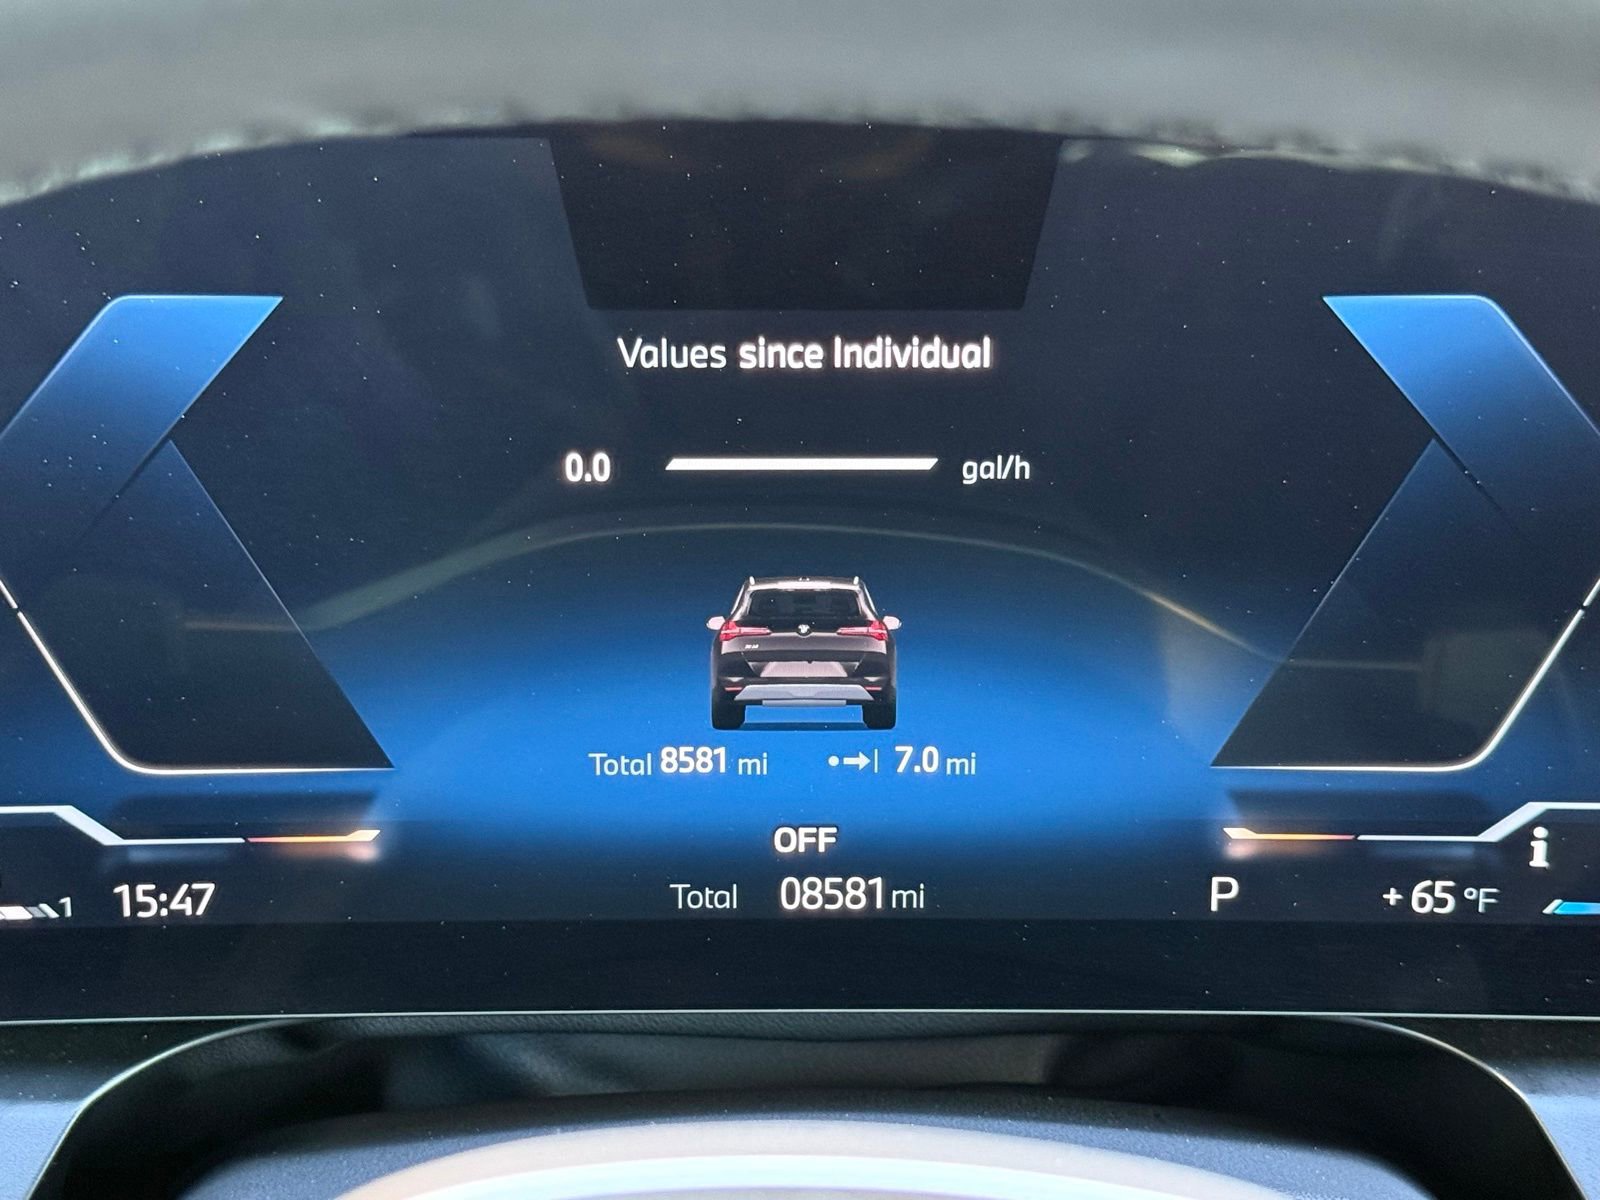 Values since Individual
0.0 gal/h
Total 8581 mi 7.0 mi
OFF
1 15:47 Total 08581 mi P +65 °F